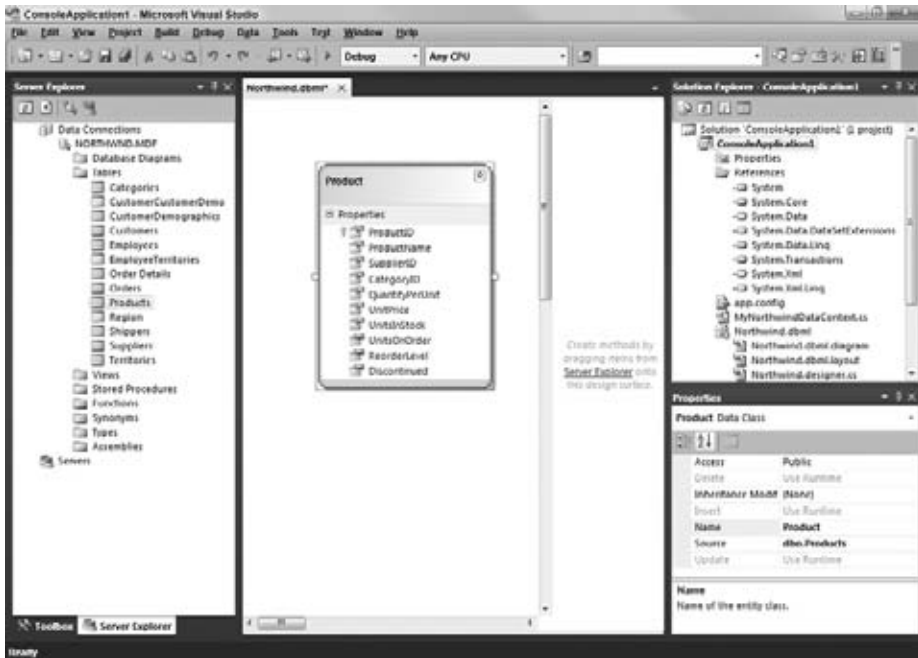 ConsoleApplication1 - Microsoft Visual Studio
File Edit View Project Build Debug Data Tools Test Window Help
Debug
Any CPU
Server Explorer
Data Connections
NORTHWND.MDF
Database Diagrams
Tables
Categories
CustomerCustomerDemo
CustomerDemographics
Customers
Employees
EmployeeTerritories
Order Details
Orders
Products
Region
Shippers
Suppliers
Territories
Views
Stored Procedures
Functions
Synonyms
Types
Assemblies
Servers
Toolbox
Server Explorer
Northwind.dbml*
Product
Properties
ProductID
ProductName
SupplierID
CategoryID
QuantityPerUnit
UnitPrice
UnitsInStock
UnitsOnOrder
ReorderLevel
Discontinued
Create methods by
dragging items from
Server Explorer onto
this design surface.
Solution Explorer - ConsoleApplication1
Solution 'ConsoleApplication1' (1 project)
ConsoleApplication1
Properties
References
System
System.Core
System.Data
System.Data.DataSetExtensions
System.Data.Linq
System.Transactions
System.Xml
System.Xml.Linq
app.config
MyNorthwindDataContext.cs
Northwind.dbml
Northwind.dbml.layout
Northwind.designer.cs
Properties
Product Data Class
Access Public
Delete Use Runtime
Inheritance Modif (None)
Insert Use Runtime
Name Product
Source dbo.Products
Update Use Runtime
Name
Name of the entity class.
Ready